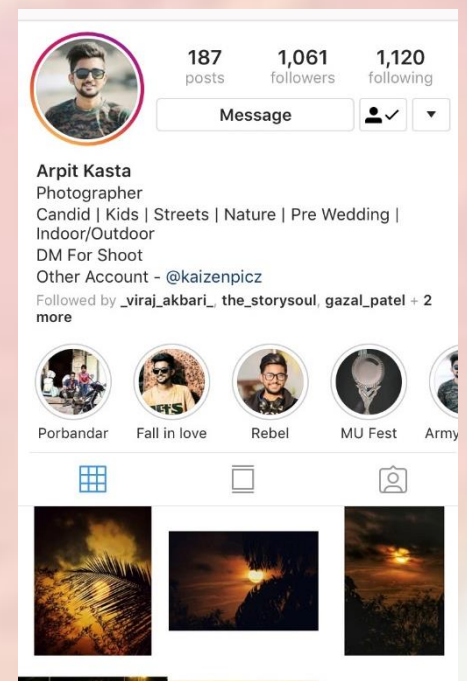 187 1,061 1,120
posts followers following
Message
Arpit Kasta
Photographer
Candid | Kids | Streets | Nature | Pre Wedding |
Indoor/Outdoor
DM For Shoot
Other Account - @kaizenpicz
Followed by _viraj_akbari_, the_storysoul, gazal_patel + 2
more
Porbandar Fall in love Rebel MU Fest Army